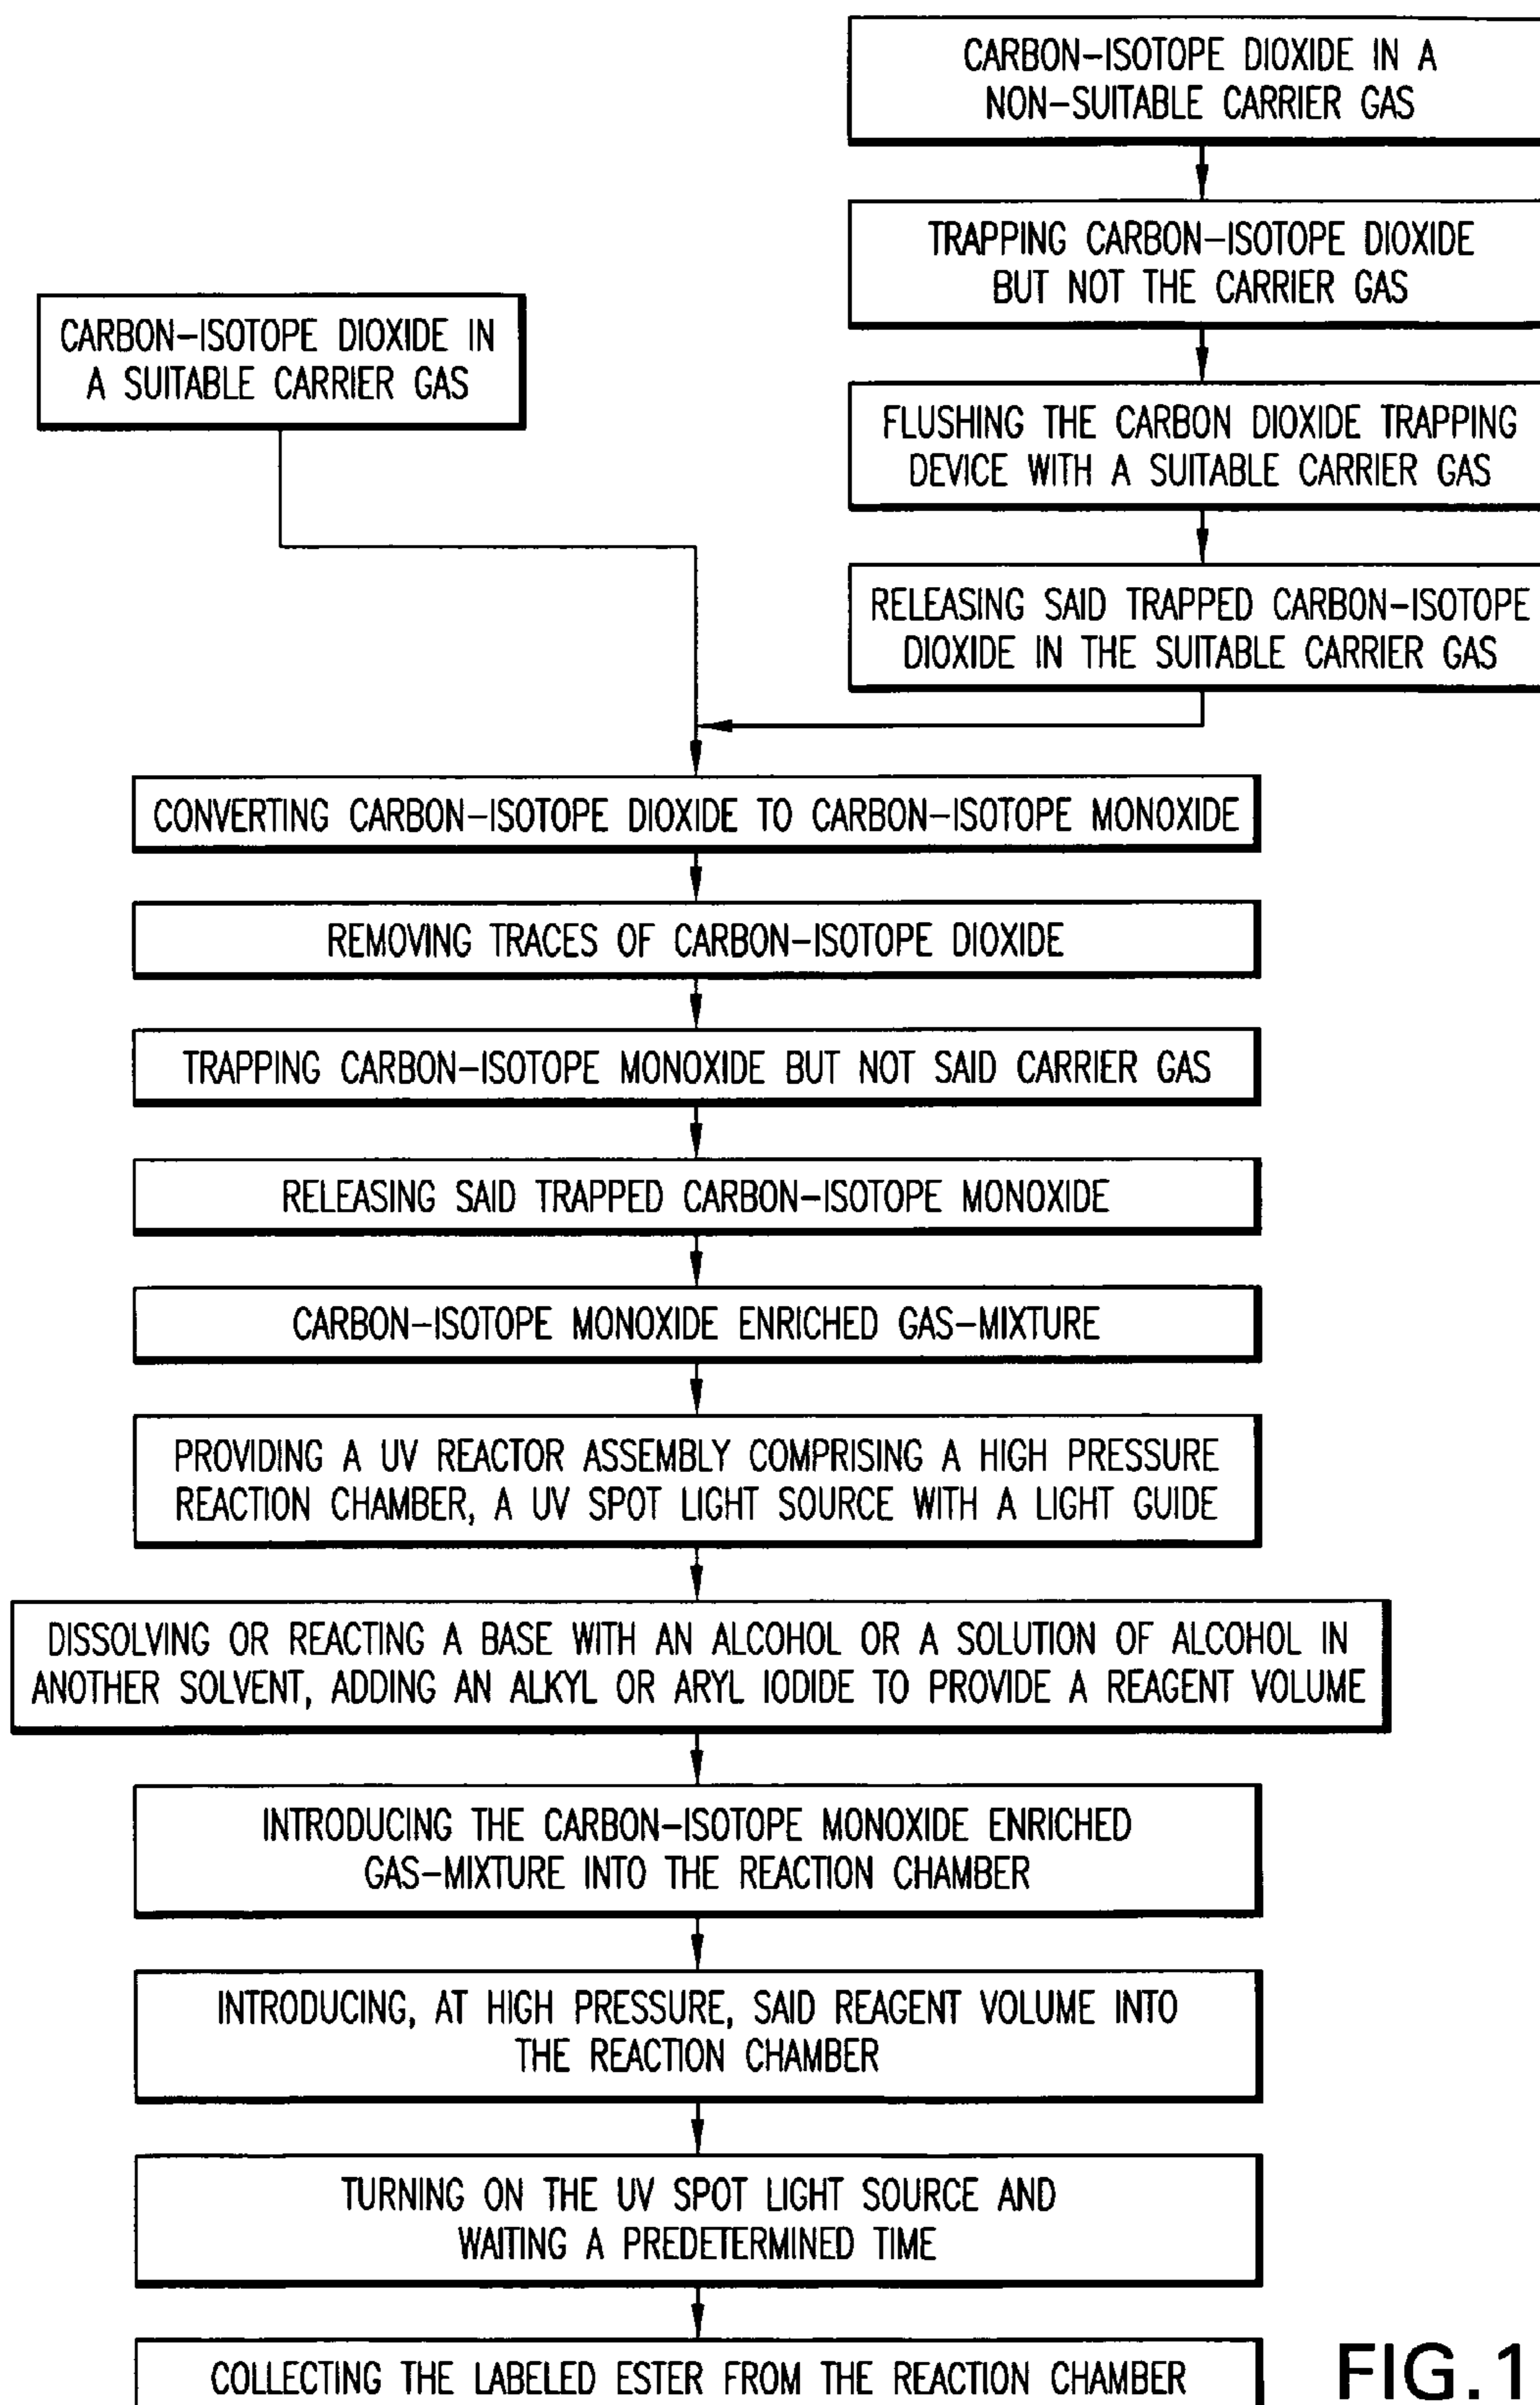 CARBON-ISOTOPE DIOXIDE IN A
NON-SUITABLE CARRIER GAS
TRAPPING CARBON-ISOTOPE DIOXIDE
BUT NOT THE CARRIER GAS
CARBON-ISOTOPE DIOXIDE IN
A SUITABLE CARRIER GAS
FLUSHING THE CARBON DIOXIDE TRAPPING
DEVICE WITH A SUITABLE CARRIER GAS
RELEASING SAID TRAPPED CARBON-ISOTOPE
DIOXIDE IN THE SUITABLE CARRIER GAS
CONVERTING CARBON-ISOTOPE DIOXIDE TO CARBON-ISOTOPE MONOXIDE
REMOVING TRACES OF CARBON-ISOTOPE DIOXIDE
TRAPPING CARBON-ISOTOPE MONOXIDE BUT NOT SAID CARRIER GAS
RELEASING SAID TRAPPED CARBON-ISOTOPE MONOXIDE
CARBON-ISOTOPE MONOXIDE ENRICHED GAS-MIXTURE
PROVIDING A UV REACTOR ASSEMBLY COMPRISING A HIGH PRESSURE
REACTION CHAMBER, A UV SPOT LIGHT SOURCE WITH A LIGHT GUIDE
DISSOLVING OR REACTING A BASE WITH AN ALCOHOL OR A SOLUTION OF ALCOHOL IN
ANOTHER SOLVENT, ADDING AN ALKYL OR ARYL IODIDE TO PROVIDE A REAGENT VOLUME
INTRODUCING THE CARBON-ISOTOPE MONOXIDE ENRICHED
GAS-MIXTURE INTO THE REACTION CHAMBER
INTRODUCING, AT HIGH PRESSURE, SAID REAGENT VOLUME INTO
THE REACTION CHAMBER
TURNING ON THE UV SPOT LIGHT SOURCE AND
WAITING A PREDETERMINED TIME
COLLECTING THE LABELED ESTER FROM THE REACTION CHAMBER
FIG.1